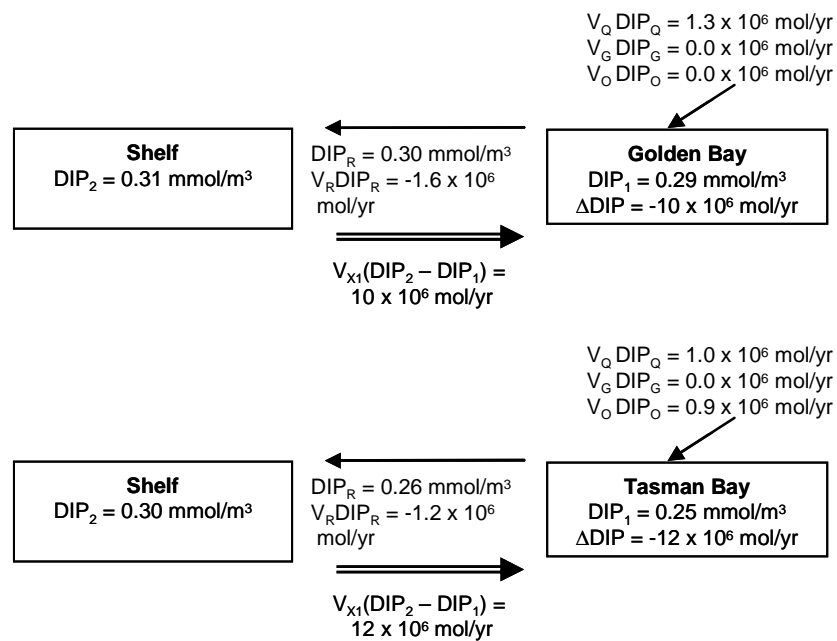 V_Q DIP_Q = 1.3 x 10⁶ mol/yr
V_G DIP_G = 0.0 x 10⁶ mol/yr
V_O DIP_O = 0.0 x 10⁶ mol/yr
Shelf
DIP₂ = 0.31 mmol/m³
DIP_R = 0.30 mmol/m³
V_RDIP_R = -1.6 x 10⁶
mol/yr
Golden Bay
DIP₁ = 0.29 mmol/m³
ΔDIP = -10 x 10⁶ mol/yr
V_X1(DIP₂ – DIP₁) =
10 x 10⁶ mol/yr
V_Q DIP_Q = 1.0 x 10⁶ mol/yr
V_G DIP_G = 0.0 x 10⁶ mol/yr
V_O DIP_O = 0.9 x 10⁶ mol/yr
Shelf
DIP₂ = 0.30 mmol/m³
DIP_R = 0.26 mmol/m³
V_RDIP_R = -1.2 x 10⁶
mol/yr
Tasman Bay
DIP₁ = 0.25 mmol/m³
ΔDIP = -12 x 10⁶ mol/yr
V_X1(DIP₂ – DIP₁) =
12 x 10⁶ mol/yr